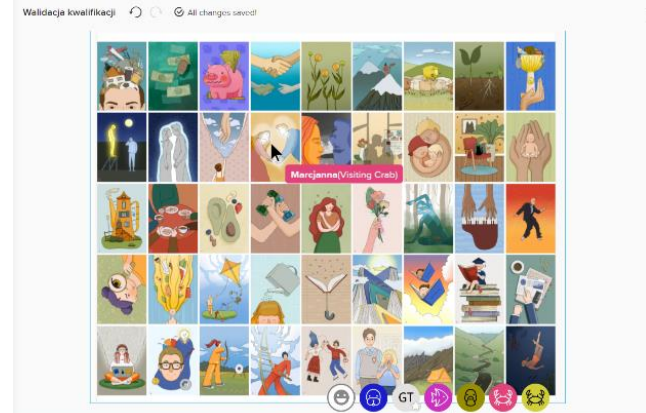 Walidacja kwalifikacji All changes saved!
Marcjanna(Visiting Crab)
GT